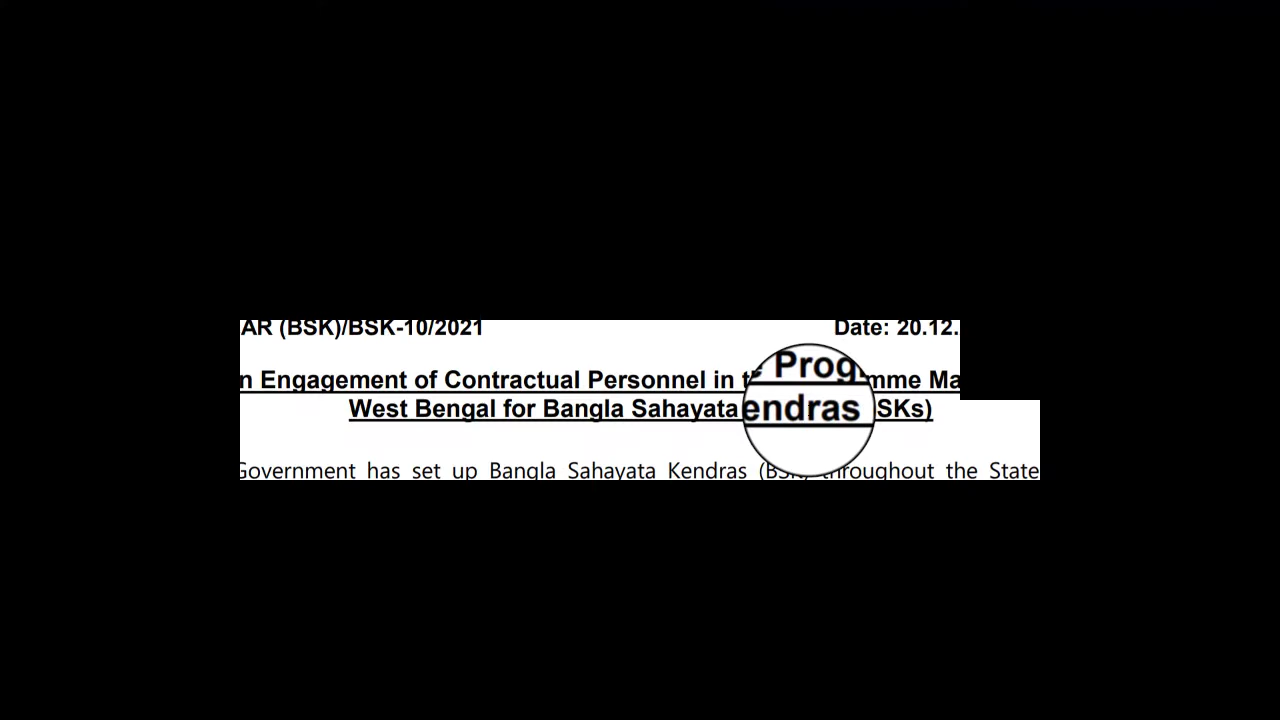 AR (BSK)/BSK-10/2021 Date: 20.12.
n Engagement of Contractual Personnel in Prog mme Ma
West Bengal for Bangla Sahayata endras SKs)
Government has set up Bangla Sahayata Kendras (BSK) throughout the State